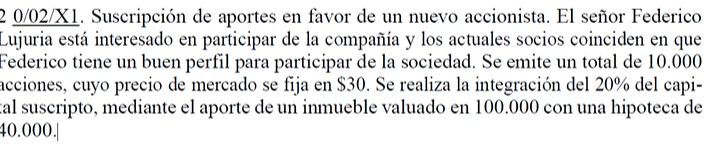 2 0/02/X1. Suscripción de aportes en favor de un nuevo accionista. El señor Federico
Lujuria está interesado en participar de la compañía y los actuales socios coinciden en que
Federico tiene un buen perfil para participar de la sociedad. Se emite un total de 10.000
acciones, cuyo precio de mercado se fija en $30. Se realiza la integración del 20% del capi-
tal suscripto, mediante el aporte de un inmueble valuado en 100.000 con una hipoteca de
40.000.